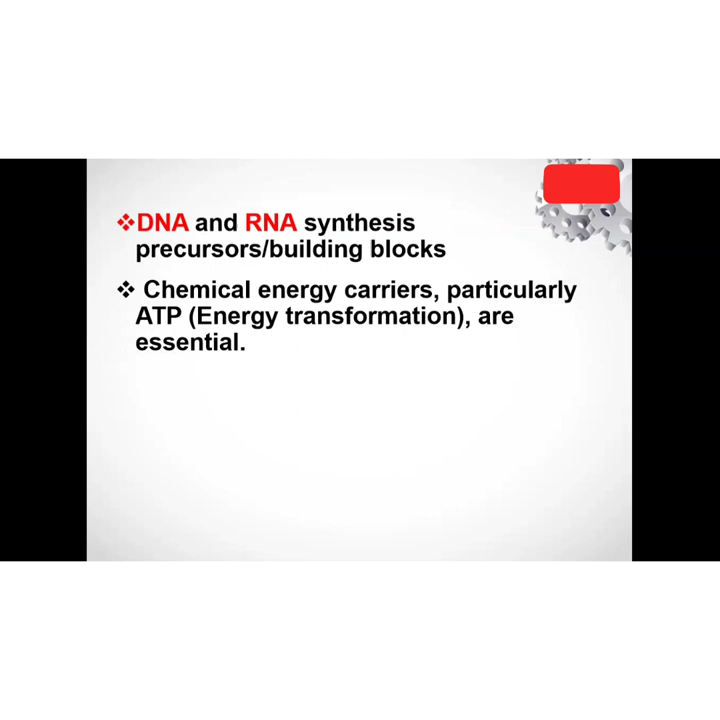 ❖DNA and RNA synthesis
precursors/building blocks
❖ Chemical energy carriers, particularly
ATP (Energy transformation), are
essential.